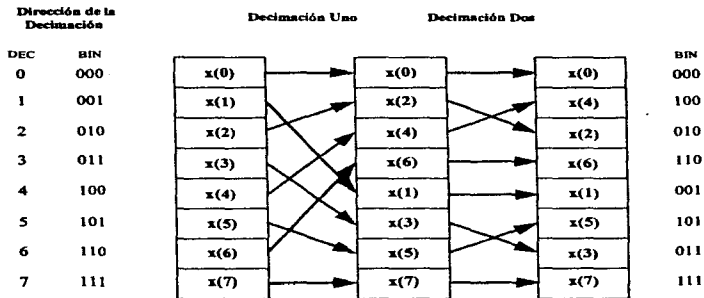 Dirección de la
Decimación
Decimación Uno
Decimación Dos
DEC BIN BIN
0 000 x(0) x(0) x(0) 000
1 001 x(1) x(2) x(4) 100
2 010 x(2) x(4) x(2) 010
3 011 x(3) x(6) x(6) 110
4 100 x(4) x(1) x(1) 001
5 101 x(5) x(3) x(5) 101
6 110 x(6) x(5) x(3) 011
7 111 x(7) x(7) x(7) 111